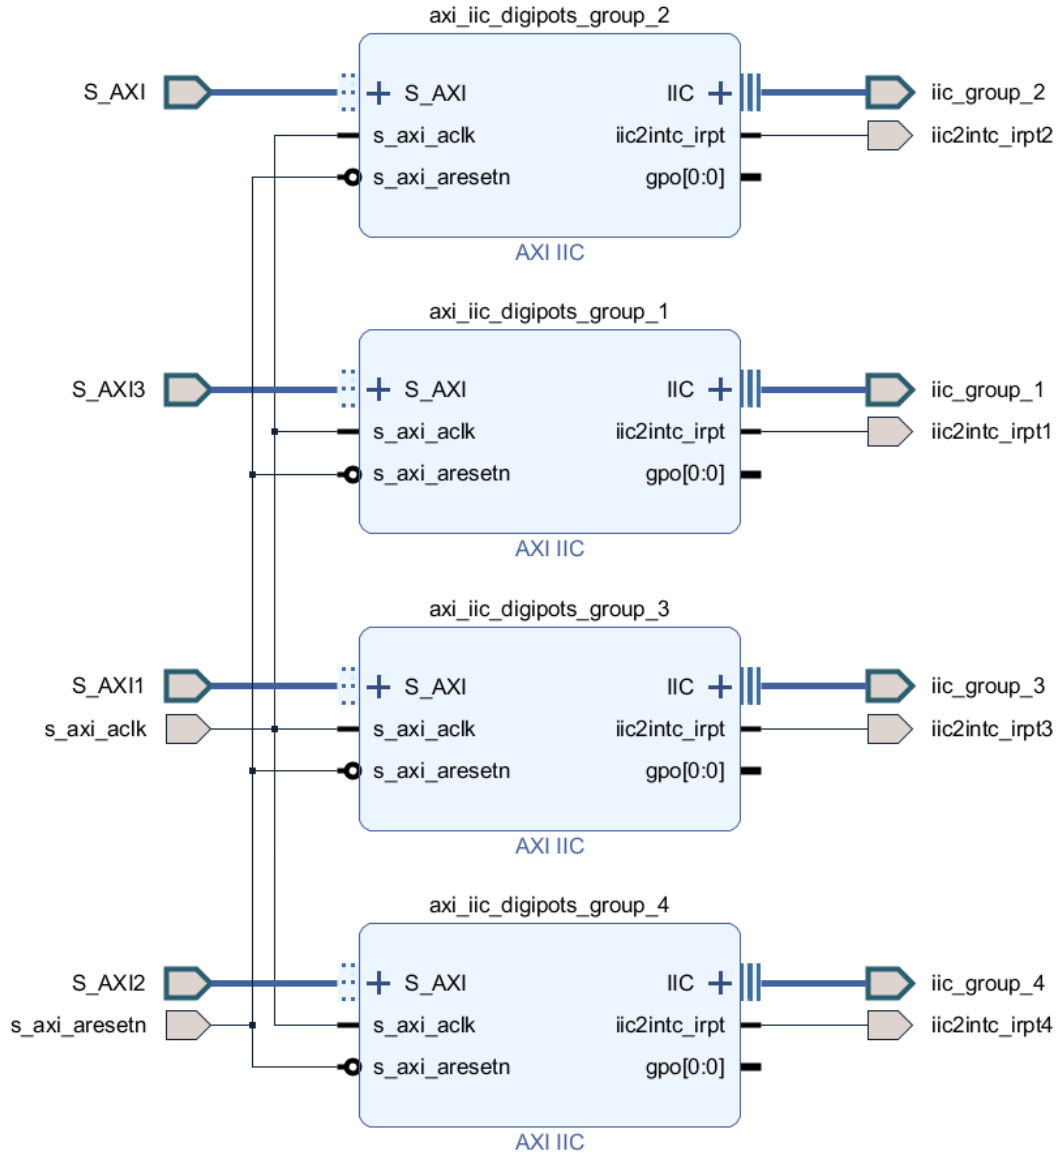 axi_iic_digipots_group_2
S_AXI S_AXI IIC iic_group_2
s_axi_aclk iic2intc_irpt iic2intc_irpt2
s_axi_aresetn gpo[0:0]
AXI IIC
axi_iic_digipots_group_1
S_AXI3 S_AXI IIC iic_group_1
s_axi_aclk iic2intc_irpt iic2intc_irpt1
s_axi_aresetn gpo[0:0]
AXI IIC
axi_iic_digipots_group_3
S_AXI1 S_AXI IIC iic_group_3
s_axi_aclk s_axi_aclk iic2intc_irpt iic2intc_irpt3
s_axi_aresetn gpo[0:0]
AXI IIC
axi_iic_digipots_group_4
S_AXI2 S_AXI IIC iic_group_4
s_axi_aresetn s_axi_aclk iic2intc_irpt iic2intc_irpt4
s_axi_aresetn gpo[0:0]
AXI IIC